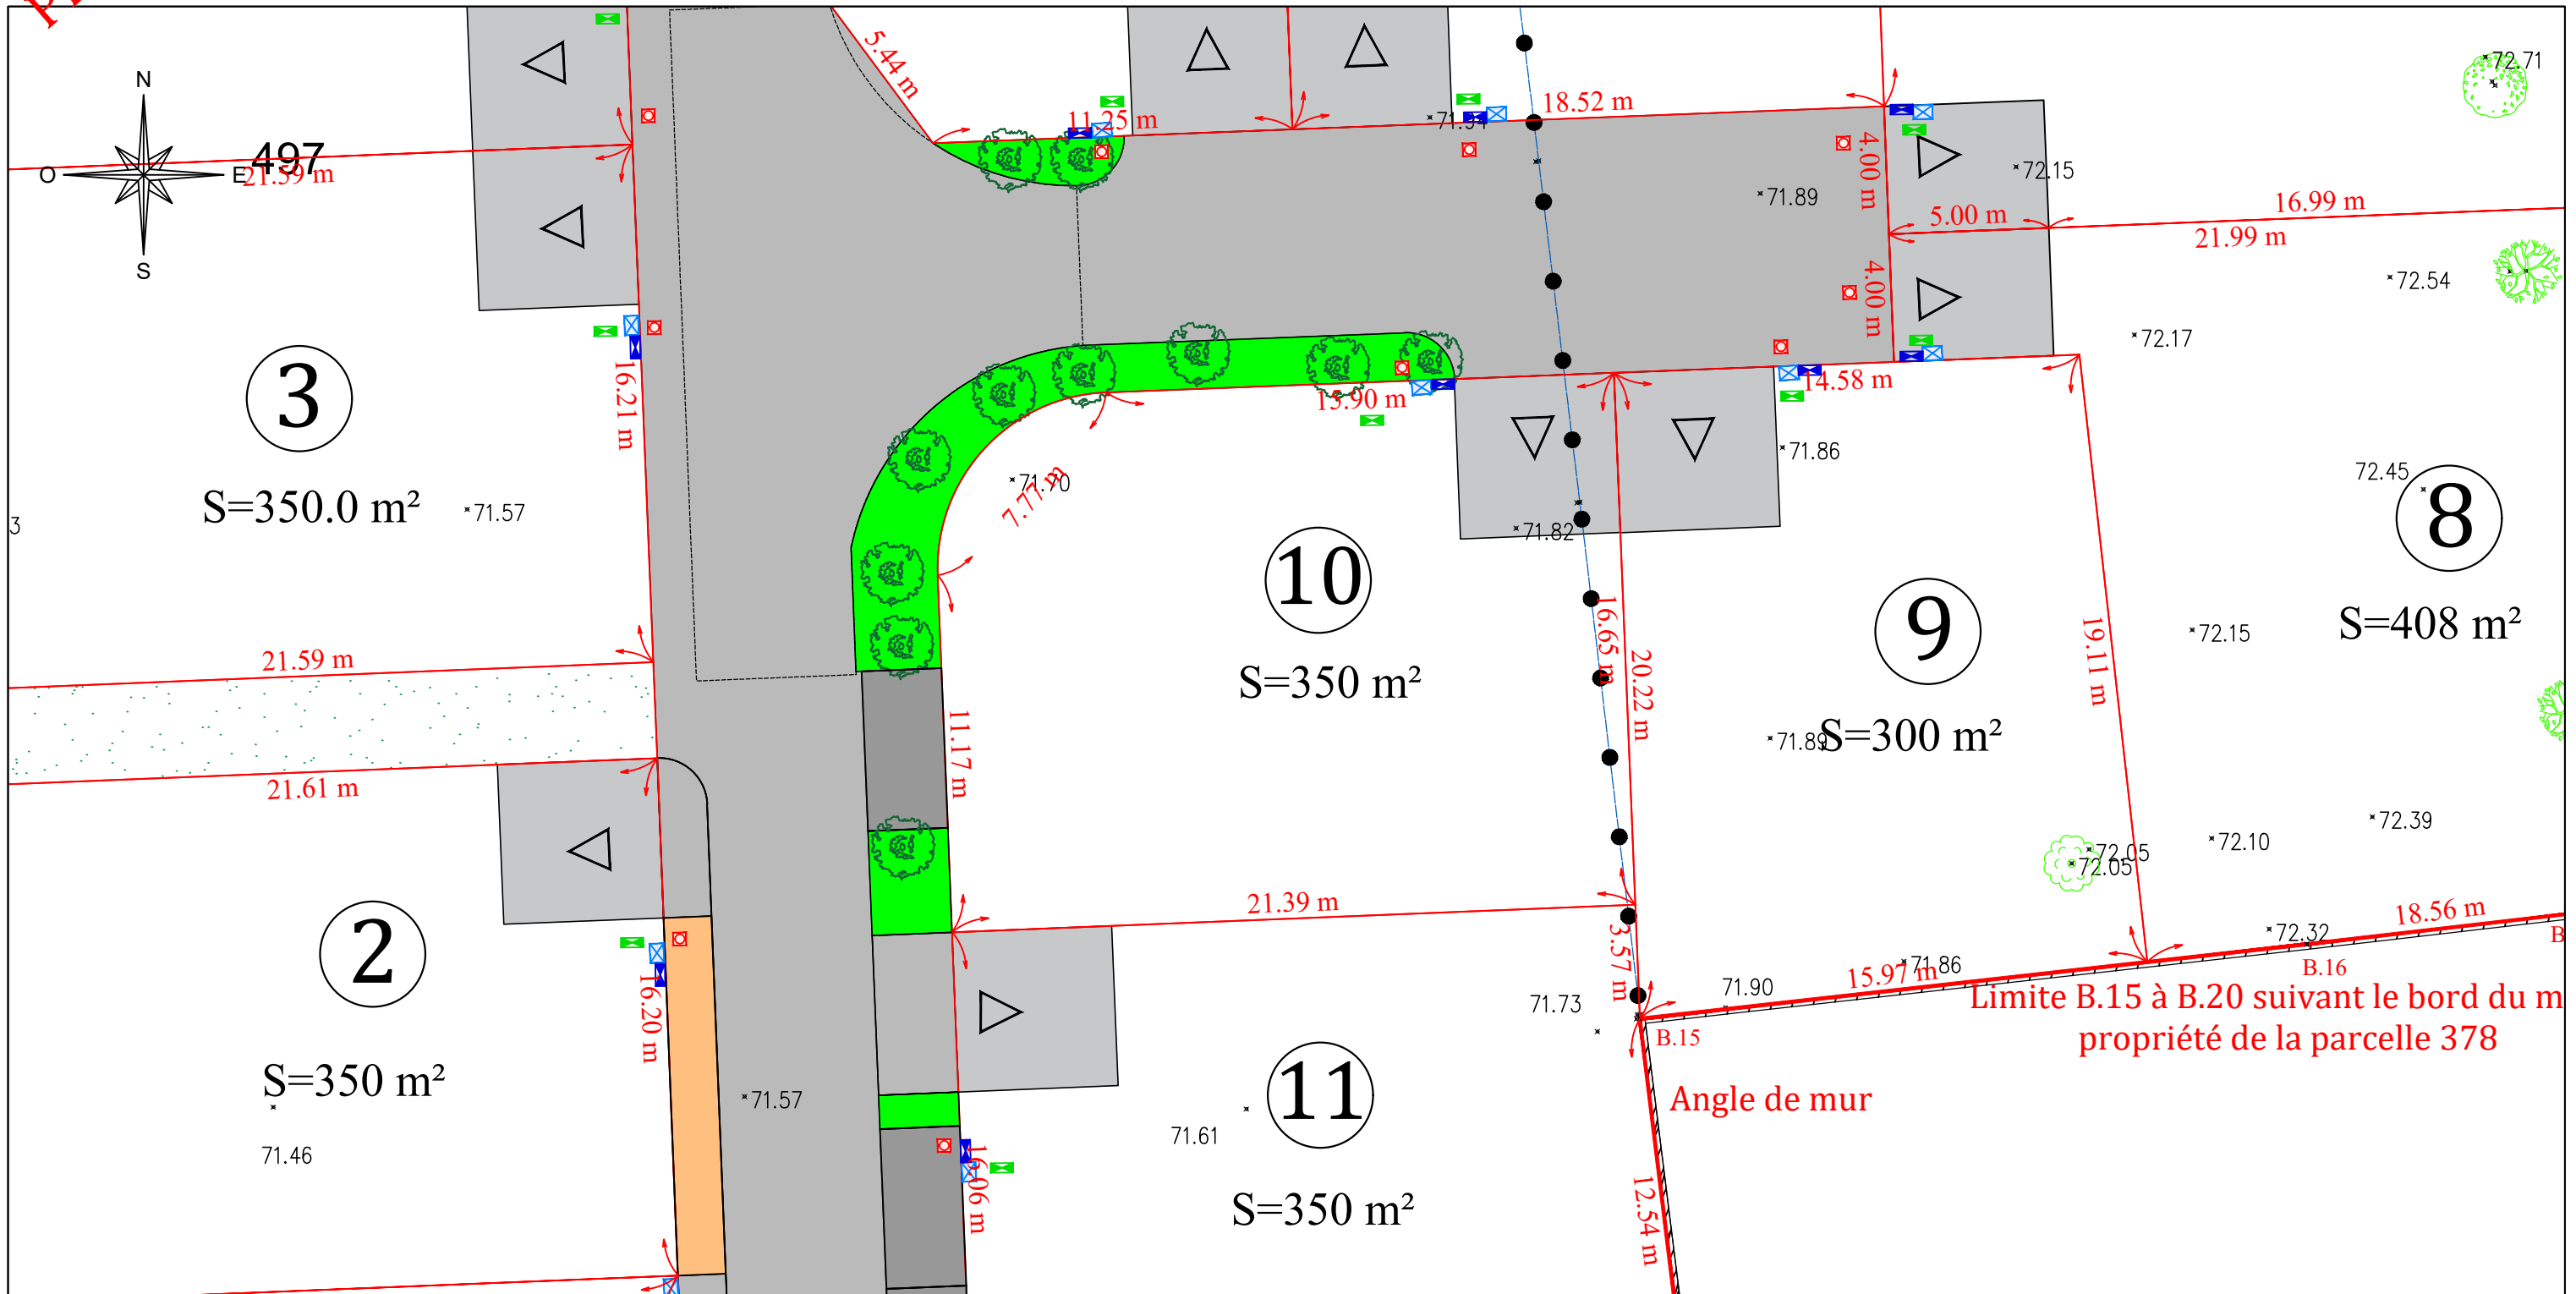 5.44 m
N
O
E
S
497
21.59 m
11.25 m
71.94
18.52 m
4.00 m
4.00 m
71.89
72.15
72.71
5.00 m
16.99 m
21.99 m
72.54
72.17
3
S=350.0 m²
71.57
16.21 m
3
7.77 m
71.70
15.90 m
14.58 m
71.86
71.82
10
S=350 m²
9
S=300 m²
71.89
8
S=408 m²
72.45
72.15
19.11 m
16.65 m
20.22 m
21.59 m
21.61 m
11.17 m
21.39 m
3.57 m
72.39
72.10
72.05
72.05
18.56 m
72.32
B.16
B
71.86
15.97 m
71.90
71.73
B.15
Limite B.15 à B.20 suivant le bord du m
propriété de la parcelle 378
Angle de mur
12.54 m
2
S=350 m²
71.46
16.20 m
71.57
11
S=350 m²
71.61
16.06 m